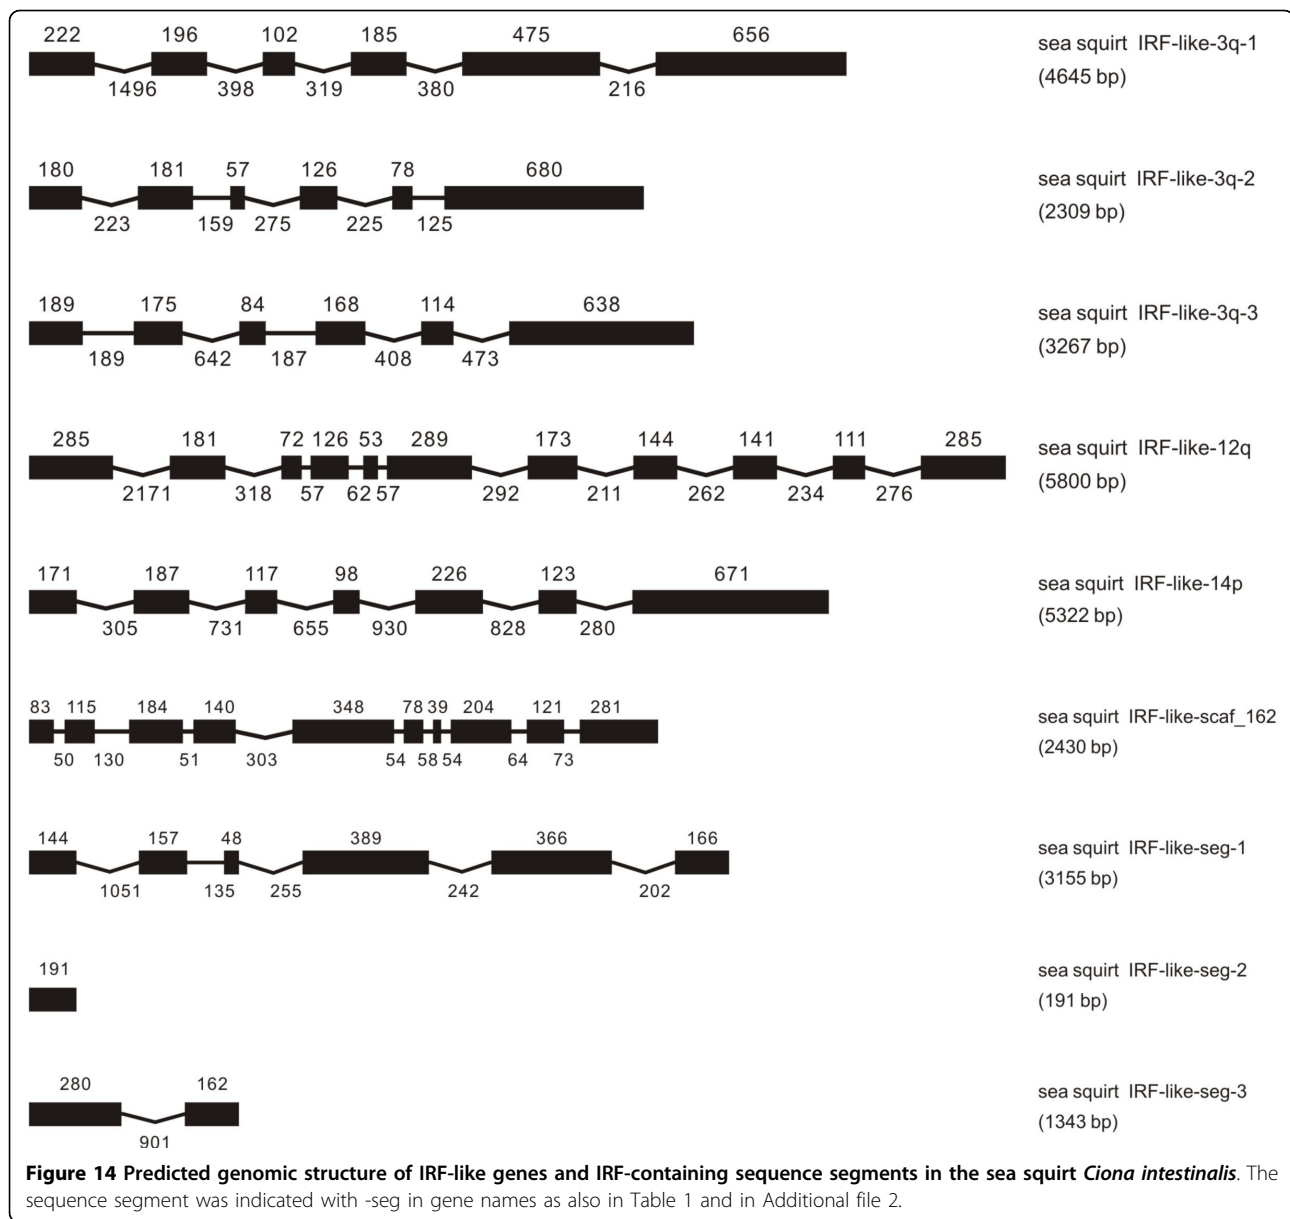 222 196 102 185 475 656
sea squirt IRF-like-3q-1
1496 398 319 380 216
(4645 bp)
180 181 57 126 78 680
sea squirt IRF-like-3q-2
223 159 275 225 125
(2309 bp)
189 175 84 168 114 638
sea squirt IRF-like-3q-3
189 642 187 408 473
(3267 bp)
285 181 72 126 53 289 173 144 141 111 285
sea squirt IRF-like-12q
2171 318 57 62 57 292 211 262 234 276
(5800 bp)
171 187 117 98 226 123 671
sea squirt IRF-like-14p
305 731 655 930 828 280
(5322 bp)
83 115 184 140 348 78 39 204 121 281
sea squirt IRF-like-scaf_162
50 130 51 303 54 58 54 64 73
(2430 bp)
144 157 48 389 366 166
sea squirt IRF-like-seg-1
1051 135 255 242 202
(3155 bp)
191
sea squirt IRF-like-seg-2
(191 bp)
280 162
sea squirt IRF-like-seg-3
901
(1343 bp)
Figure 14 Predicted genomic structure of IRF-like genes and IRF-containing sequence segments in the sea squirt Ciona intestinalis. The
sequence segment was indicated with -seg in gene names as also in Table 1 and in Additional file 2.